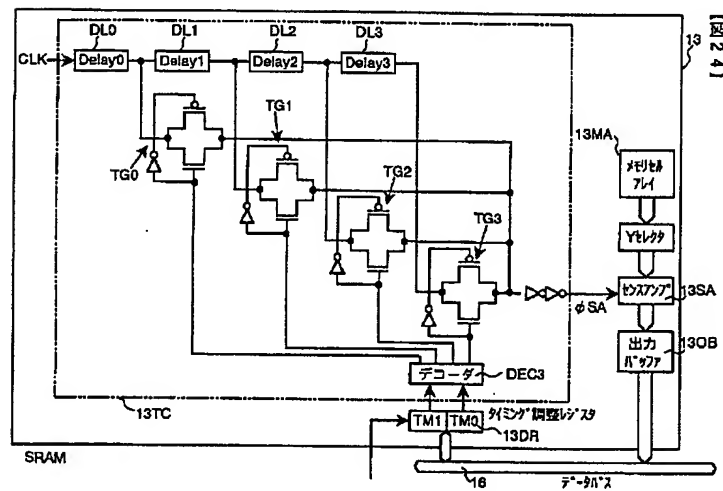 【図24】
DL0 DL1 DL2 DL3
CLK Delay0 Delay1 Delay2 Delay3
13
TG1
TG0
TG2
TG3
13MA
メモリセル
アレイ
Yセレクタ
センスアンプ
13SA
φSA
出力
バッファ
13OB
デコーダ
DEC3
13TC
タイミング調整レジスタ
TM1 TM0
13DR
SRAM
16
データバス